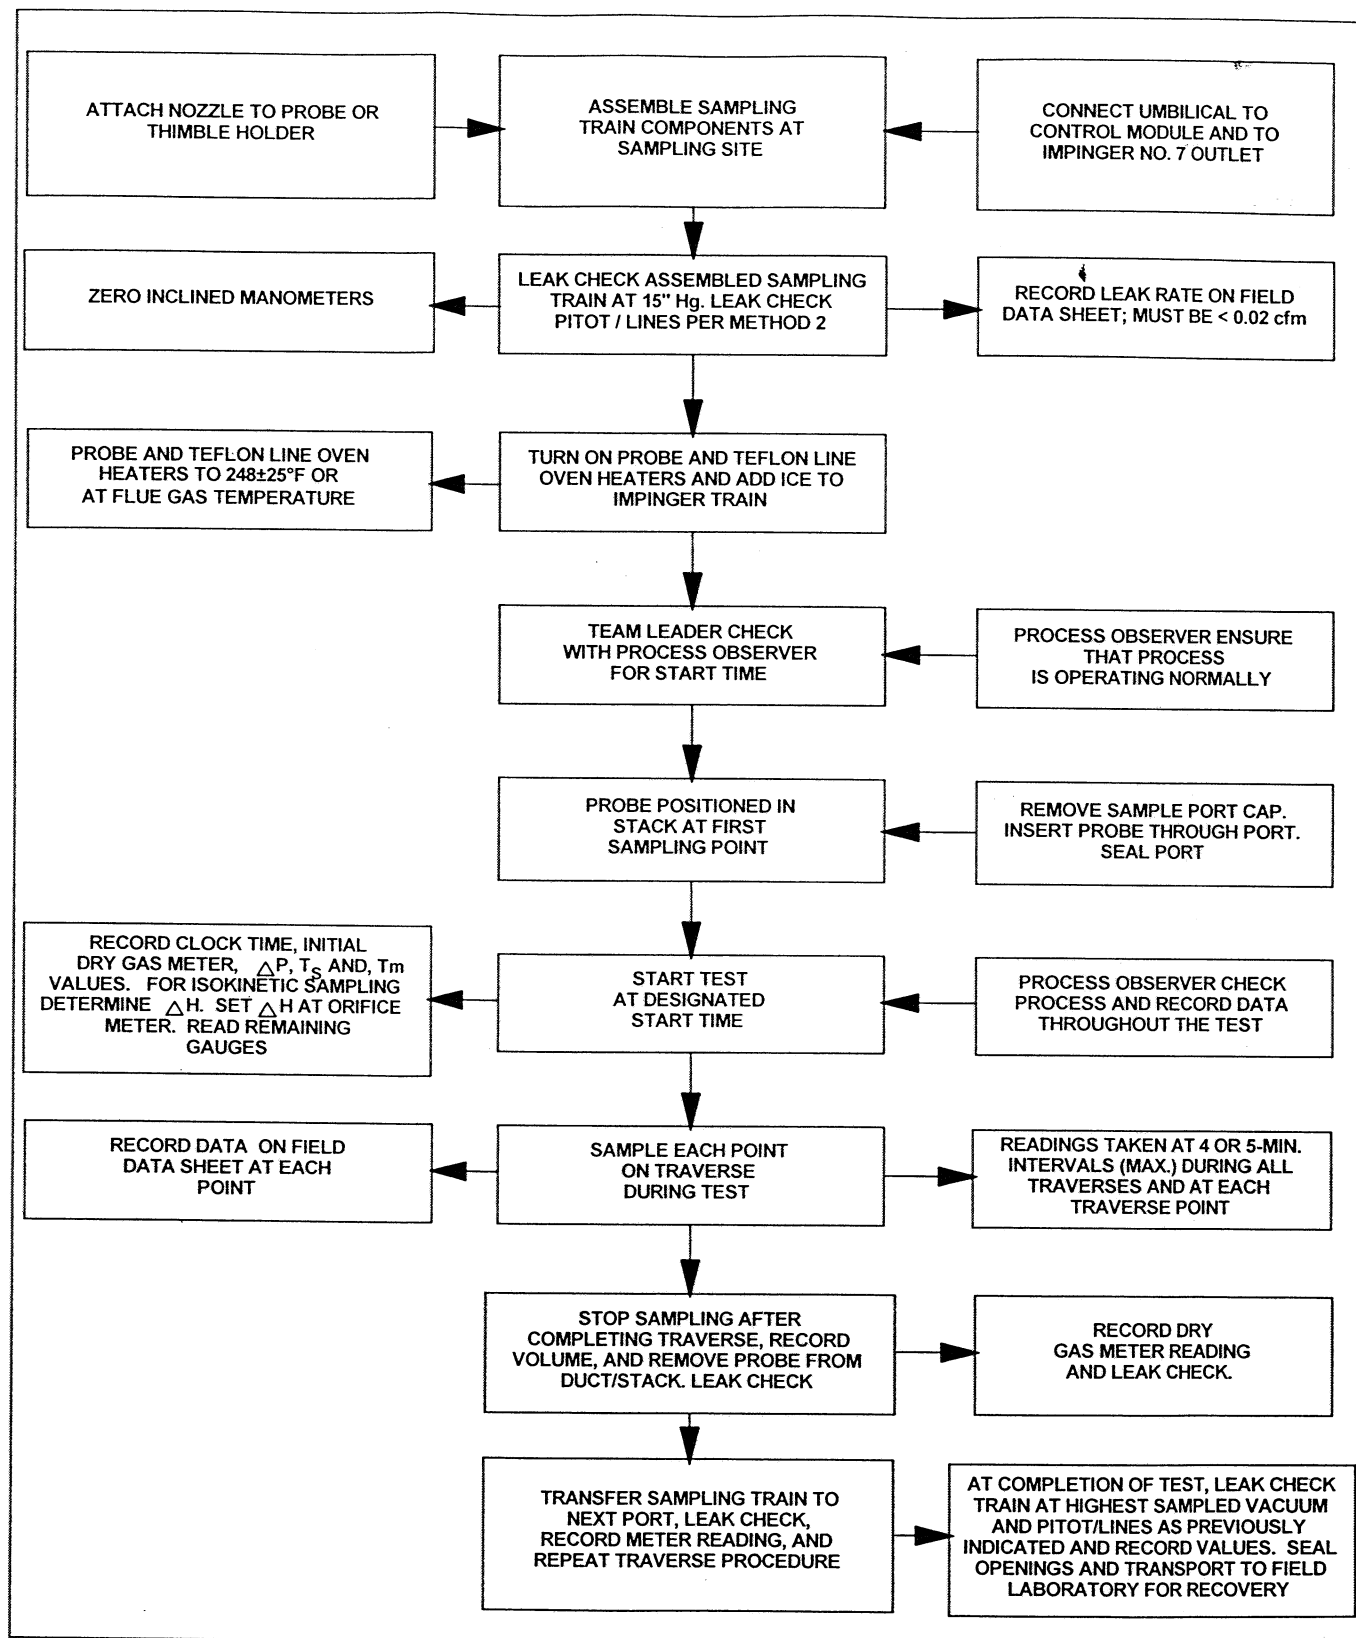 ATTACH NOZZLE TO PROBE OR
THIMBLE HOLDER
ASSEMBLE SAMPLING
TRAIN COMPONENTS AT
SAMPLING SITE
CONNECT UMBILICAL TO
CONTROL MODULE AND TO
IMPINGER NO. 7 OUTLET
ZERO INCLINED MANOMETERS
LEAK CHECK ASSEMBLED SAMPLING
TRAIN AT 15" Hg. LEAK CHECK
PITOT / LINES PER METHOD 2
RECORD LEAK RATE ON FIELD
DATA SHEET; MUST BE < 0.02 cfm
PROBE AND TEFLON LINE OVEN
HEATERS TO 248±25°F OR
AT FLUE GAS TEMPERATURE
TURN ON PROBE AND TEFLON LINE
OVEN HEATERS AND ADD ICE TO
IMPINGER TRAIN
TEAM LEADER CHECK
WITH PROCESS OBSERVER
FOR START TIME
PROCESS OBSERVER ENSURE
THAT PROCESS
IS OPERATING NORMALLY
PROBE POSITIONED IN
STACK AT FIRST
SAMPLING POINT
REMOVE SAMPLE PORT CAP.
INSERT PROBE THROUGH PORT.
SEAL PORT
RECORD CLOCK TIME, INITIAL
DRY GAS METER, △P, TS AND, Tm
VALUES. FOR ISOKINETIC SAMPLING
DETERMINE △H. SET △H AT ORIFICE
METER. READ REMAINING
GAUGES
START TEST
AT DESIGNATED
START TIME
PROCESS OBSERVER CHECK
PROCESS AND RECORD DATA
THROUGHOUT THE TEST
RECORD DATA ON FIELD
DATA SHEET AT EACH
POINT
SAMPLE EACH POINT
ON TRAVERSE
DURING TEST
READINGS TAKEN AT 4 OR 5-MIN.
INTERVALS (MAX.) DURING ALL
TRAVERSES AND AT EACH
TRAVERSE POINT
STOP SAMPLING AFTER
COMPLETING TRAVERSE, RECORD
VOLUME, AND REMOVE PROBE FROM
DUCT/STACK. LEAK CHECK
RECORD DRY
GAS METER READING
AND LEAK CHECK.
TRANSFER SAMPLING TRAIN TO
NEXT PORT, LEAK CHECK,
RECORD METER READING, AND
REPEAT TRAVERSE PROCEDURE
AT COMPLETION OF TEST, LEAK CHECK
TRAIN AT HIGHEST SAMPLED VACUUM
AND PITOT/LINES AS PREVIOUSLY
INDICATED AND RECORD VALUES. SEAL
OPENINGS AND TRANSPORT TO FIELD
LABORATORY FOR RECOVERY